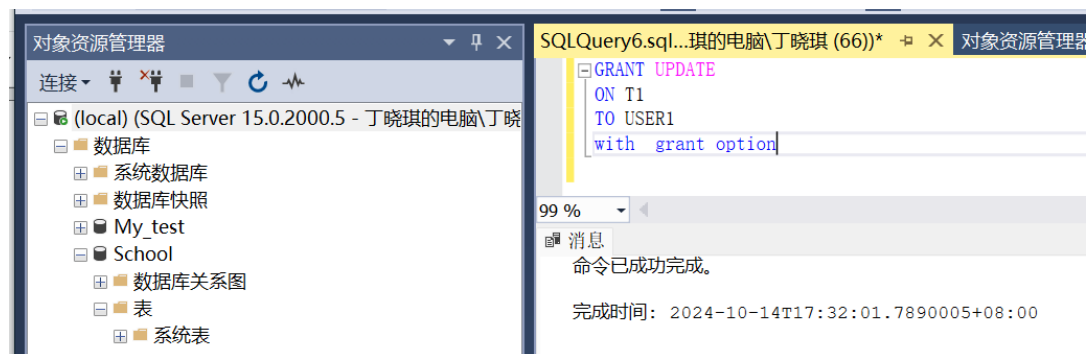 对象资源管理器
连接
(local) (SQL Server 15.0.2000.5 - 丁晓琪的电脑\丁晓
数据库
系统数据库
数据库快照
My_test
School
数据库关系图
表
系统表
SQLQuery6.sql...琪的电脑\丁晓琪 (66))*
对象资源管理器
GRANT UPDATE
ON T1
TO USER1
with  grant option
99 %
消息
命令已成功完成。
完成时间: 2024-10-14T17:32:01.7890005+08:00